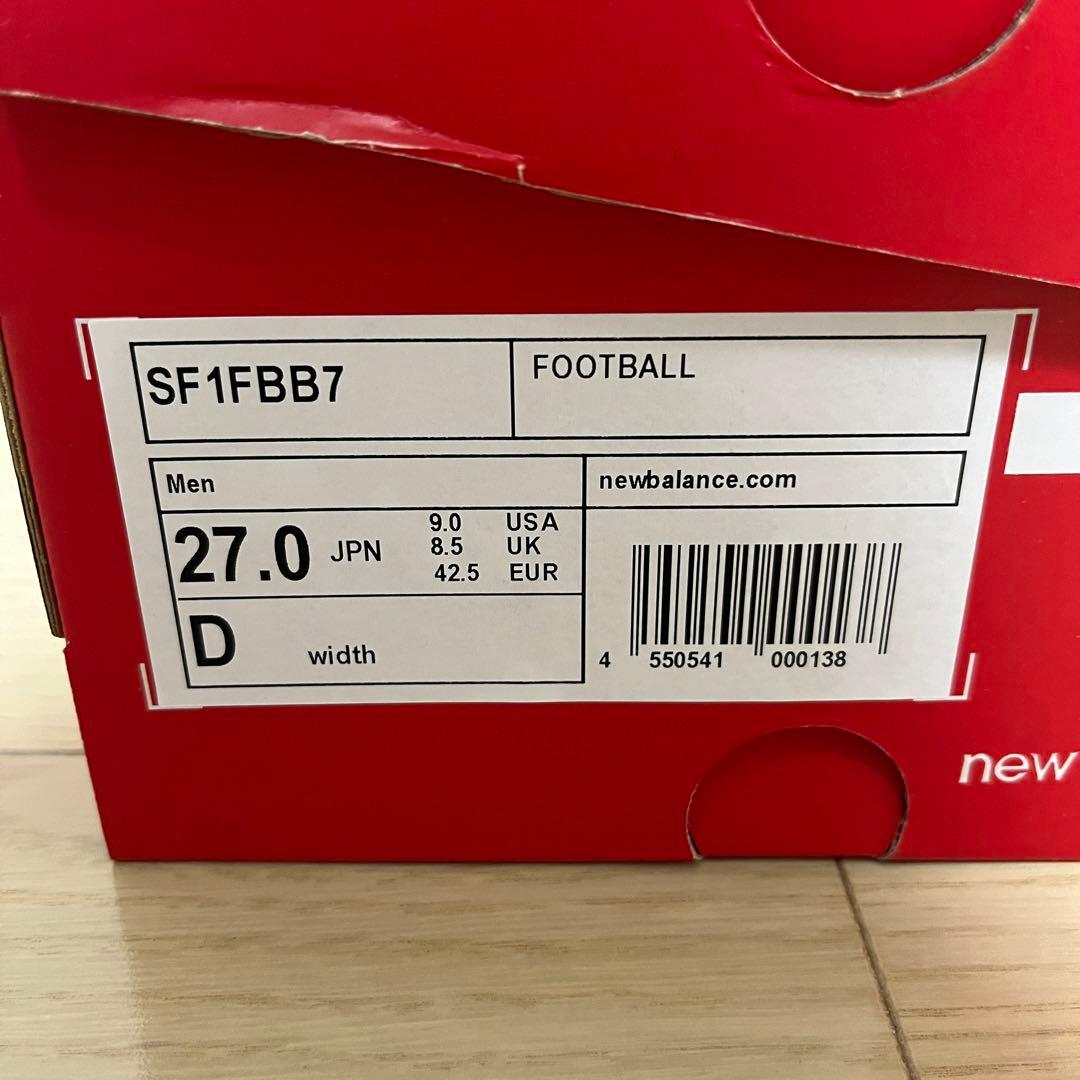 SF1FBB7
FOOTBALL
Men
newbalance.com
27.0 JPN
9.0 USA
8.5 UK
42.5 EUR
D width
4 550541 000138
new